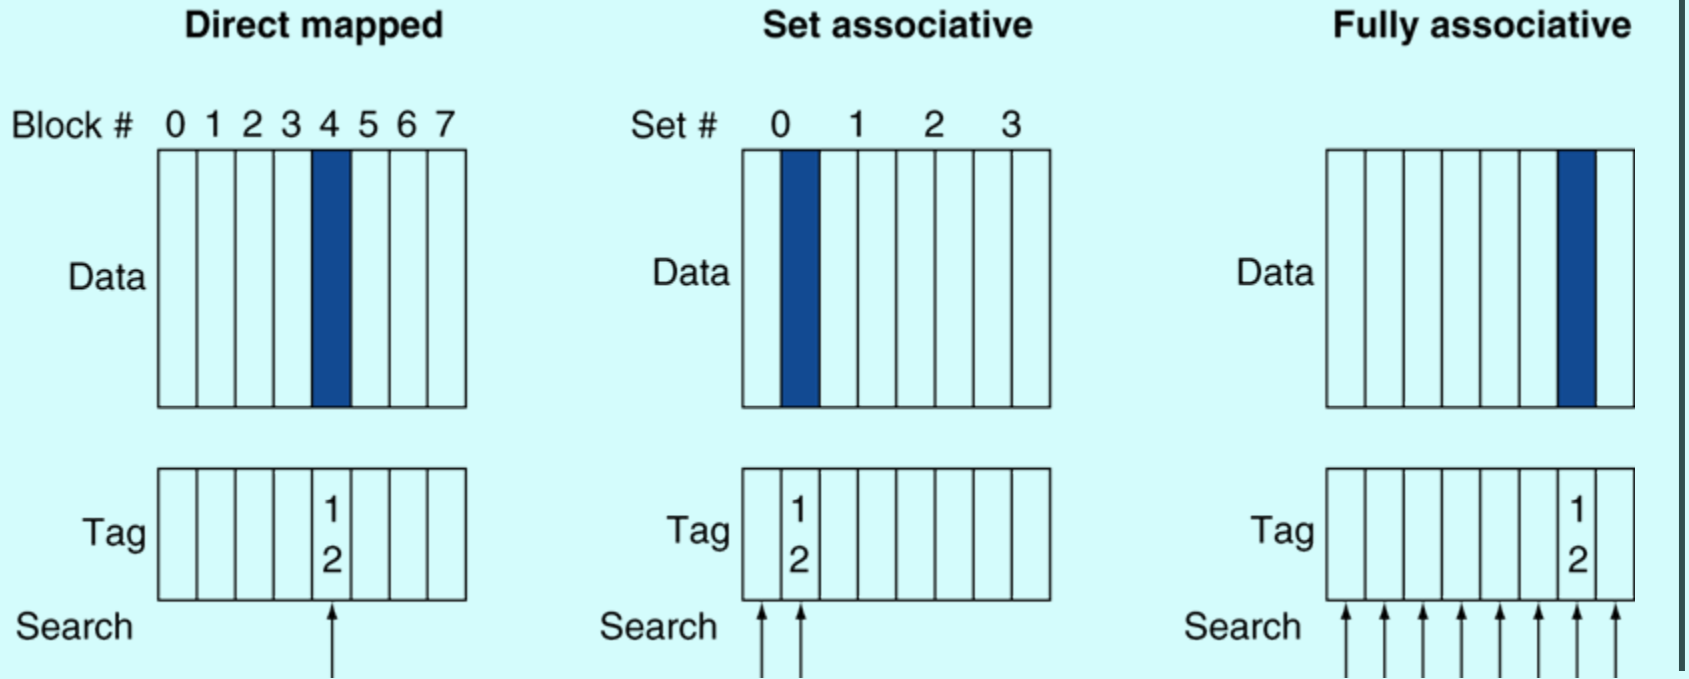 Direct mapped
Block # 0 1 2 3 4 5 6 7
Data
Tag
1
2
Search
Set associative
Set # 0 1 2 3
Data
Tag
1
2
Search
Fully associative
Data
Tag
1
2
Search